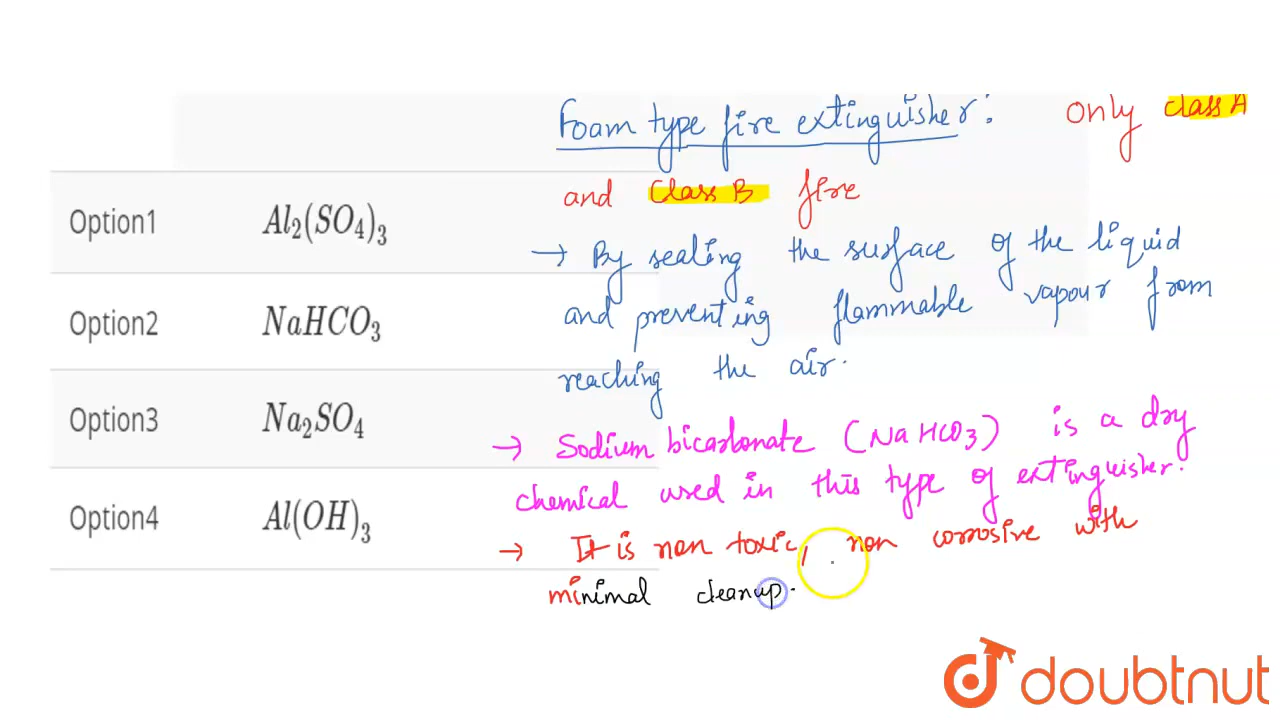 Foam type fire extinguisher: Only class A
and Class B fire
Option1 Al₂(SO₄)₃
→ By sealing the surface of the liquid
and preventing flammable vapour from
Option2 NaHCO₃
reaching the air.
Option3 Na₂SO₄
→ Sodium bicarbonate (NaHCO₃) is a dry
chemical used in this type of extinguisher.
Option4 Al(OH)₃
→ It is non toxic, non corrosive with
minimal cleanup.
doubtnut